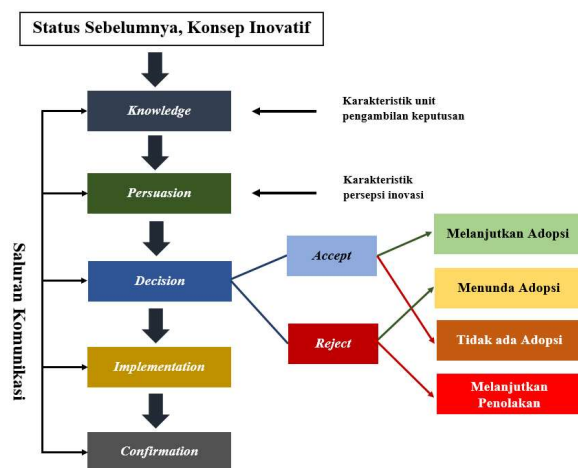 Status Sebelumnya, Konsep Inovatif
Knowledge
Karakteristik unit
pengambilan keputusan
Persuasion
Karakteristik
persepsi inovasi
Saluran Komunikasi
Decision
Accept
Reject
Melanjutkan Adopsi
Menunda Adopsi
Tidak ada Adopsi
Melanjutkan
Penolakan
Implementation
Confirmation